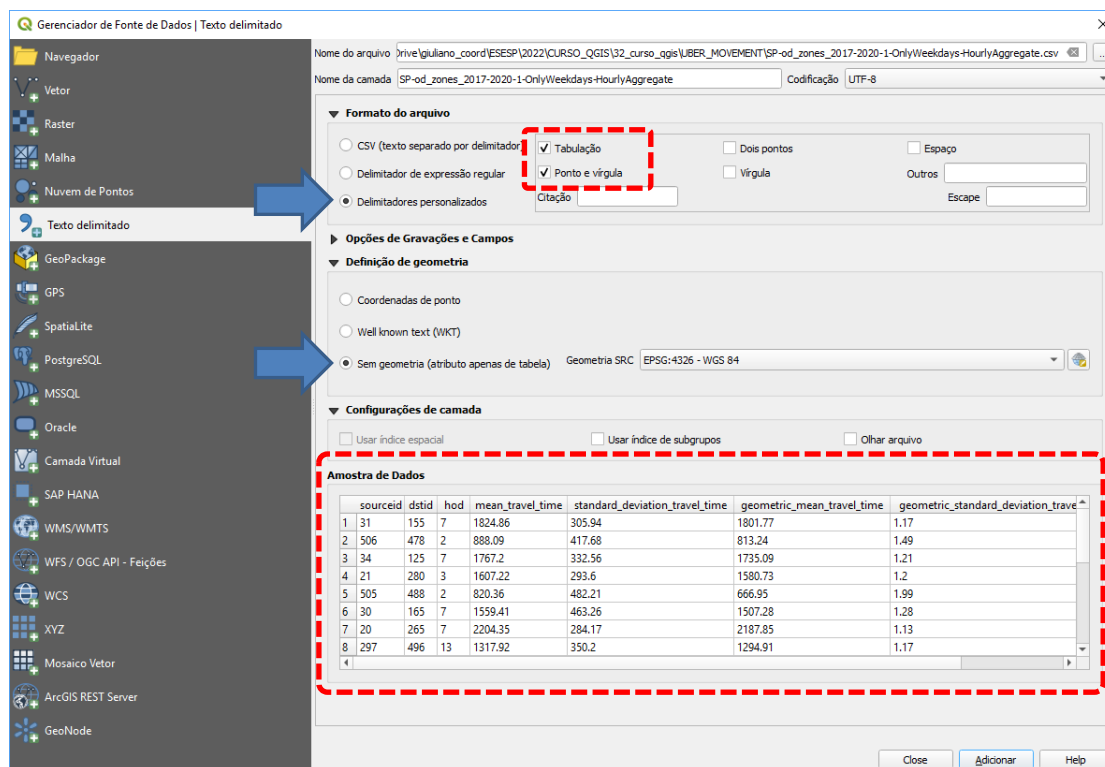 Gerenciador de Fonte de Dados | Texto delimitado
Navegador
Vetor
Raster
Malha
Nuvem de Pontos
Texto delimitado
GeoPackage
GPS
SpatiaLite
PostgreSQL
MSSQL
Oracle
Camada Virtual
SAP HANA
WMS/WMTS
WFS / OGC API - Feições
WCS
XYZ
Mosaico Vetor
ArcGIS REST Server
GeoNode
Nome do arquivo Drive\giuliano_coord\ESESP\2022\CURSO_QGIS\32_curso_qgis\UBER_MOVEMENT\SP-od_zones_2017-2020-1-OnlyWeekdays-HourlyAggregate.csv ...
Nome da camada SP-od_zones_2017-2020-1-OnlyWeekdays-HourlyAggregate Codificação UTF-8
Formato do arquivo
CSV (texto separado por delimitador) Tabulação Dois pontos Espaço
Delimitador de expressão regular Ponto e vírgula Vírgula Outros
Delimitadores personalizados Citação Escape
Opções de Gravações e Campos
Definição de geometria
Coordenadas de ponto
Well known text (WKT)
Sem geometria (atributo apenas de tabela) Geometria SRC EPSG:4326 - WGS 84
Configurações de camada
Usar índice espacial Usar índice de subgrupos Olhar arquivo
Amostra de Dados
sourceid dstid hod mean_travel_time standard_deviation_travel_time geometric_mean_travel_time geometric_standard_deviation_trave
1 31 155 7 1824.86 305.94 1801.77 1.17
2 506 478 2 888.09 417.68 813.24 1.49
3 34 125 7 1767.2 332.56 1735.09 1.21
4 21 280 3 1607.22 293.6 1580.73 1.2
5 505 488 2 820.36 482.21 666.95 1.99
6 30 165 7 1559.41 463.26 1507.28 1.28
7 20 265 7 2204.35 284.17 2187.85 1.13
8 297 496 13 1317.92 350.2 1294.91 1.17
Close Adicionar Help